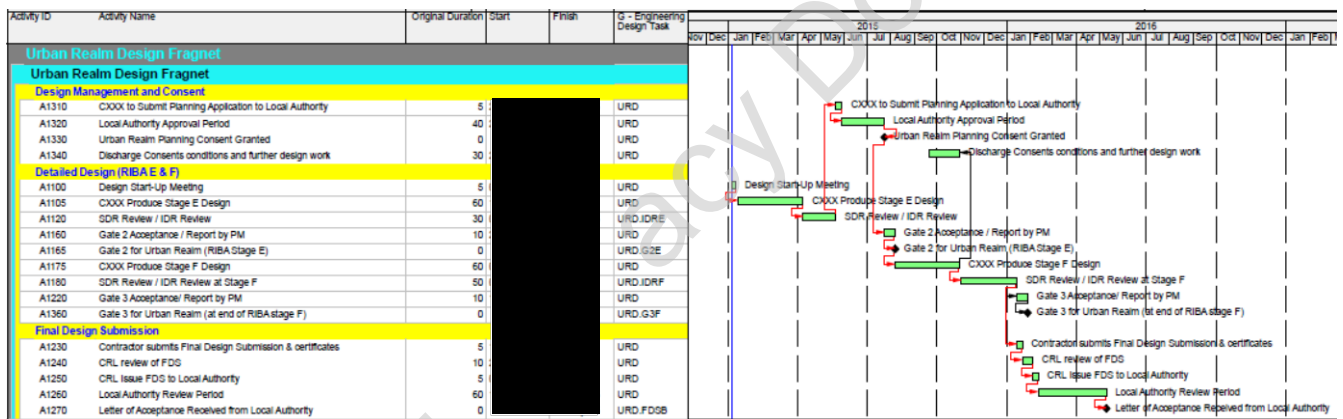 Activity ID Activity Name Original Duration Start Finish G - Engineering Design Task
2015 2016
Nov Dec Jan Feb Mar Apr May Jun Jul Aug Sep Oct Nov Dec Jan Feb Mar Apr May Jun Jul Aug Sep Oct Nov Dec Jan Feb
Urban Realm Design Fragnet
Urban Realm Design Fragnet
Design Management and Consent
A1310 CXXX to Submit Planning Application to Local Authority 5 URD CXXX to Submit Planning Application to Local Authority
A1320 Local Authority Approval Period 40 URD Local Authority Approval Period
A1330 Urban Realm Planning Consent Granted 0 URD Urban Realm Planning Consent Granted
A1340 Discharge Consents conditions and further design work 30 URD Discharge Consents conditions and further design work
Detailed Design (RIBA E & F)
A1100 Design Start-Up Meeting 5 URD Design Start-Up Meeting
A1105 CXXX Produce Stage E Design 60 URD CXXX Produce Stage E Design
A1120 SDR Review / IDR Review 30 URD.IDRE SDR Review / IDR Review
A1160 Gate 2 Acceptance / Report by PM 10 URD Gate 2 Acceptance / Report by PM
A1165 Gate 2 for Urban Realm (RIBA Stage E) 0 URD.G2E Gate 2 for Urban Realm (RIBA Stage E)
A1175 CXXX Produce Stage F Design 60 URD CXXX Produce Stage F Design
A1180 SDR Review / IDR Review at Stage F 50 URD.IDRF SDR Review / IDR Review at Stage F
A1220 Gate 3 Acceptance/ Report by PM 10 URD Gate 3 Acceptance/ Report by PM
A1360 Gate 3 for Urban Realm (at end of RIBA stage F) 0 URD.G3F Gate 3 for Urban Realm (at end of RIBA stage F)
Final Design Submission
A1230 Contractor submits Final Design Submission & certificates 5 URD Contractor submits Final Design Submission & certificates
A1240 CRL review of FDS 10 URD CRL review of FDS
A1250 CRL Issue FDS to Local Authority 5 URD CRL Issue FDS to Local Authority
A1260 Local Authority Review Period 60 URD Local Authority Review Period
A1270 Letter of Acceptance Received from Local Authority 0 URD.FDSB Letter of Acceptance Received from Local Authority